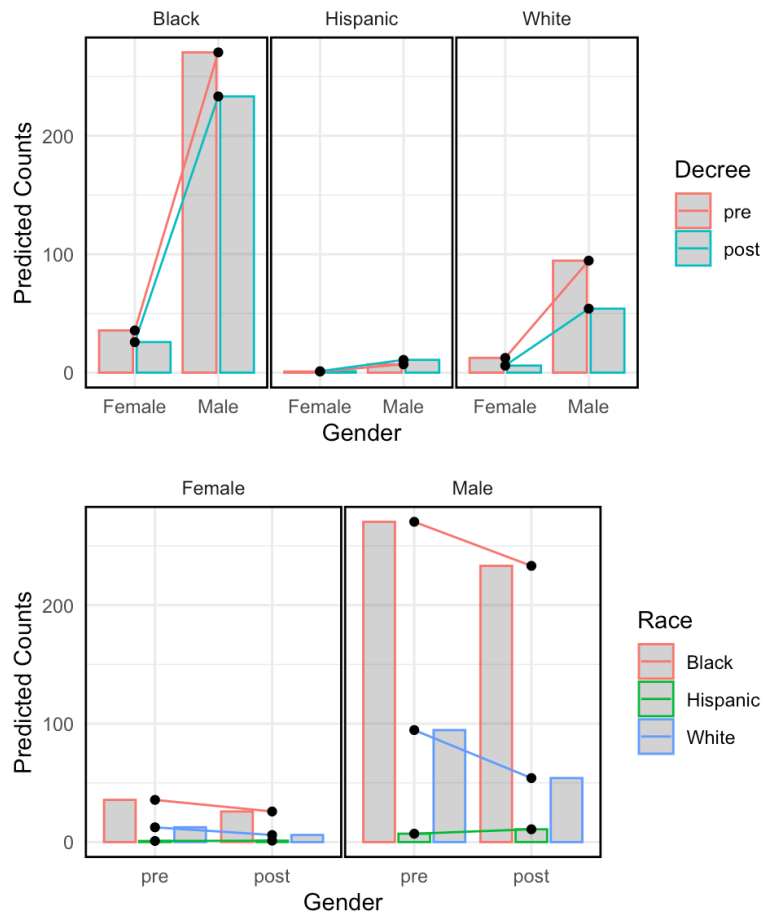 Black Hispanic White
Predicted Counts
200
100
0
Female Male Female Male Female Male
Gender
Decree
pre
post
Female Male
Predicted Counts
200
100
0
pre post pre post
Gender
Race
Black
Hispanic
White